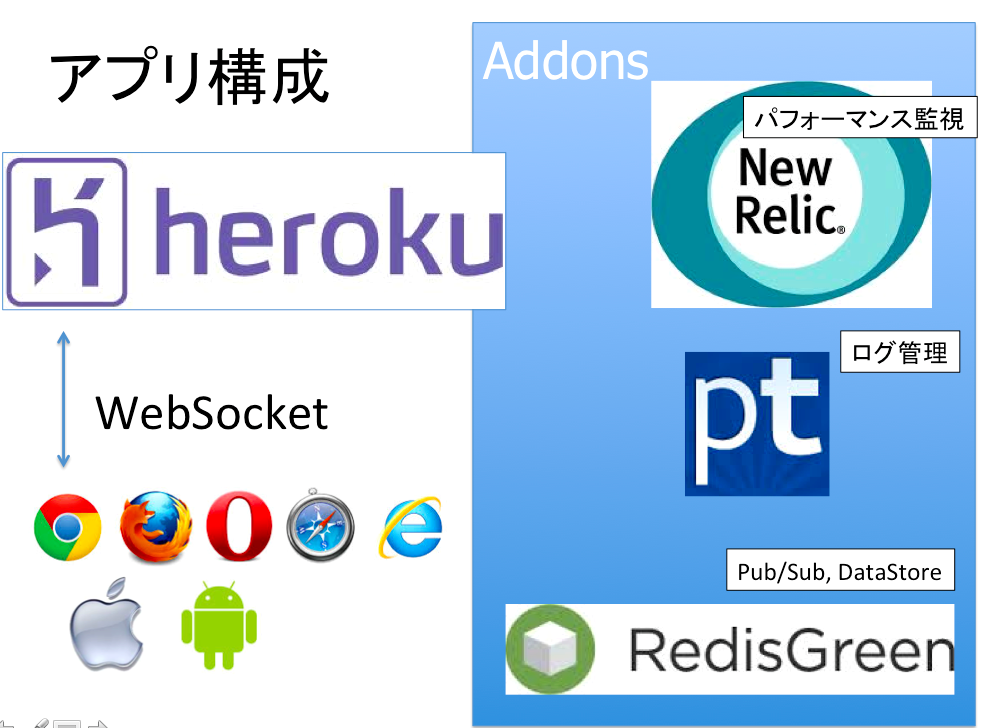 アプリ構成
Addons
パフォーマンス監視
New
Relic®
heroku
ログ管理
pt
WebSocket
Pub/Sub, DataStore
RedisGreen